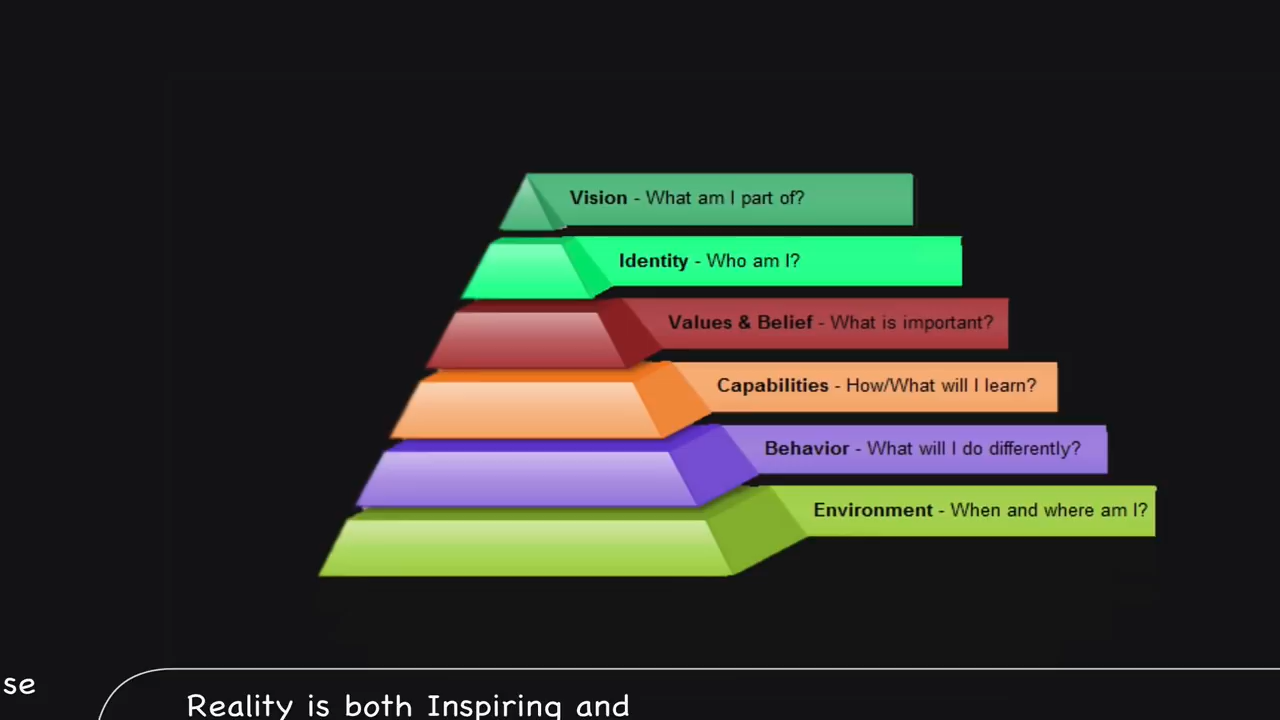 Vision - What am I part of?
Identity - Who am I?
Values & Belief - What is important?
Capabilities - How/What will I learn?
Behavior - What will I do differently?
Environment - When and where am I?
se
Reality is both Inspiring and